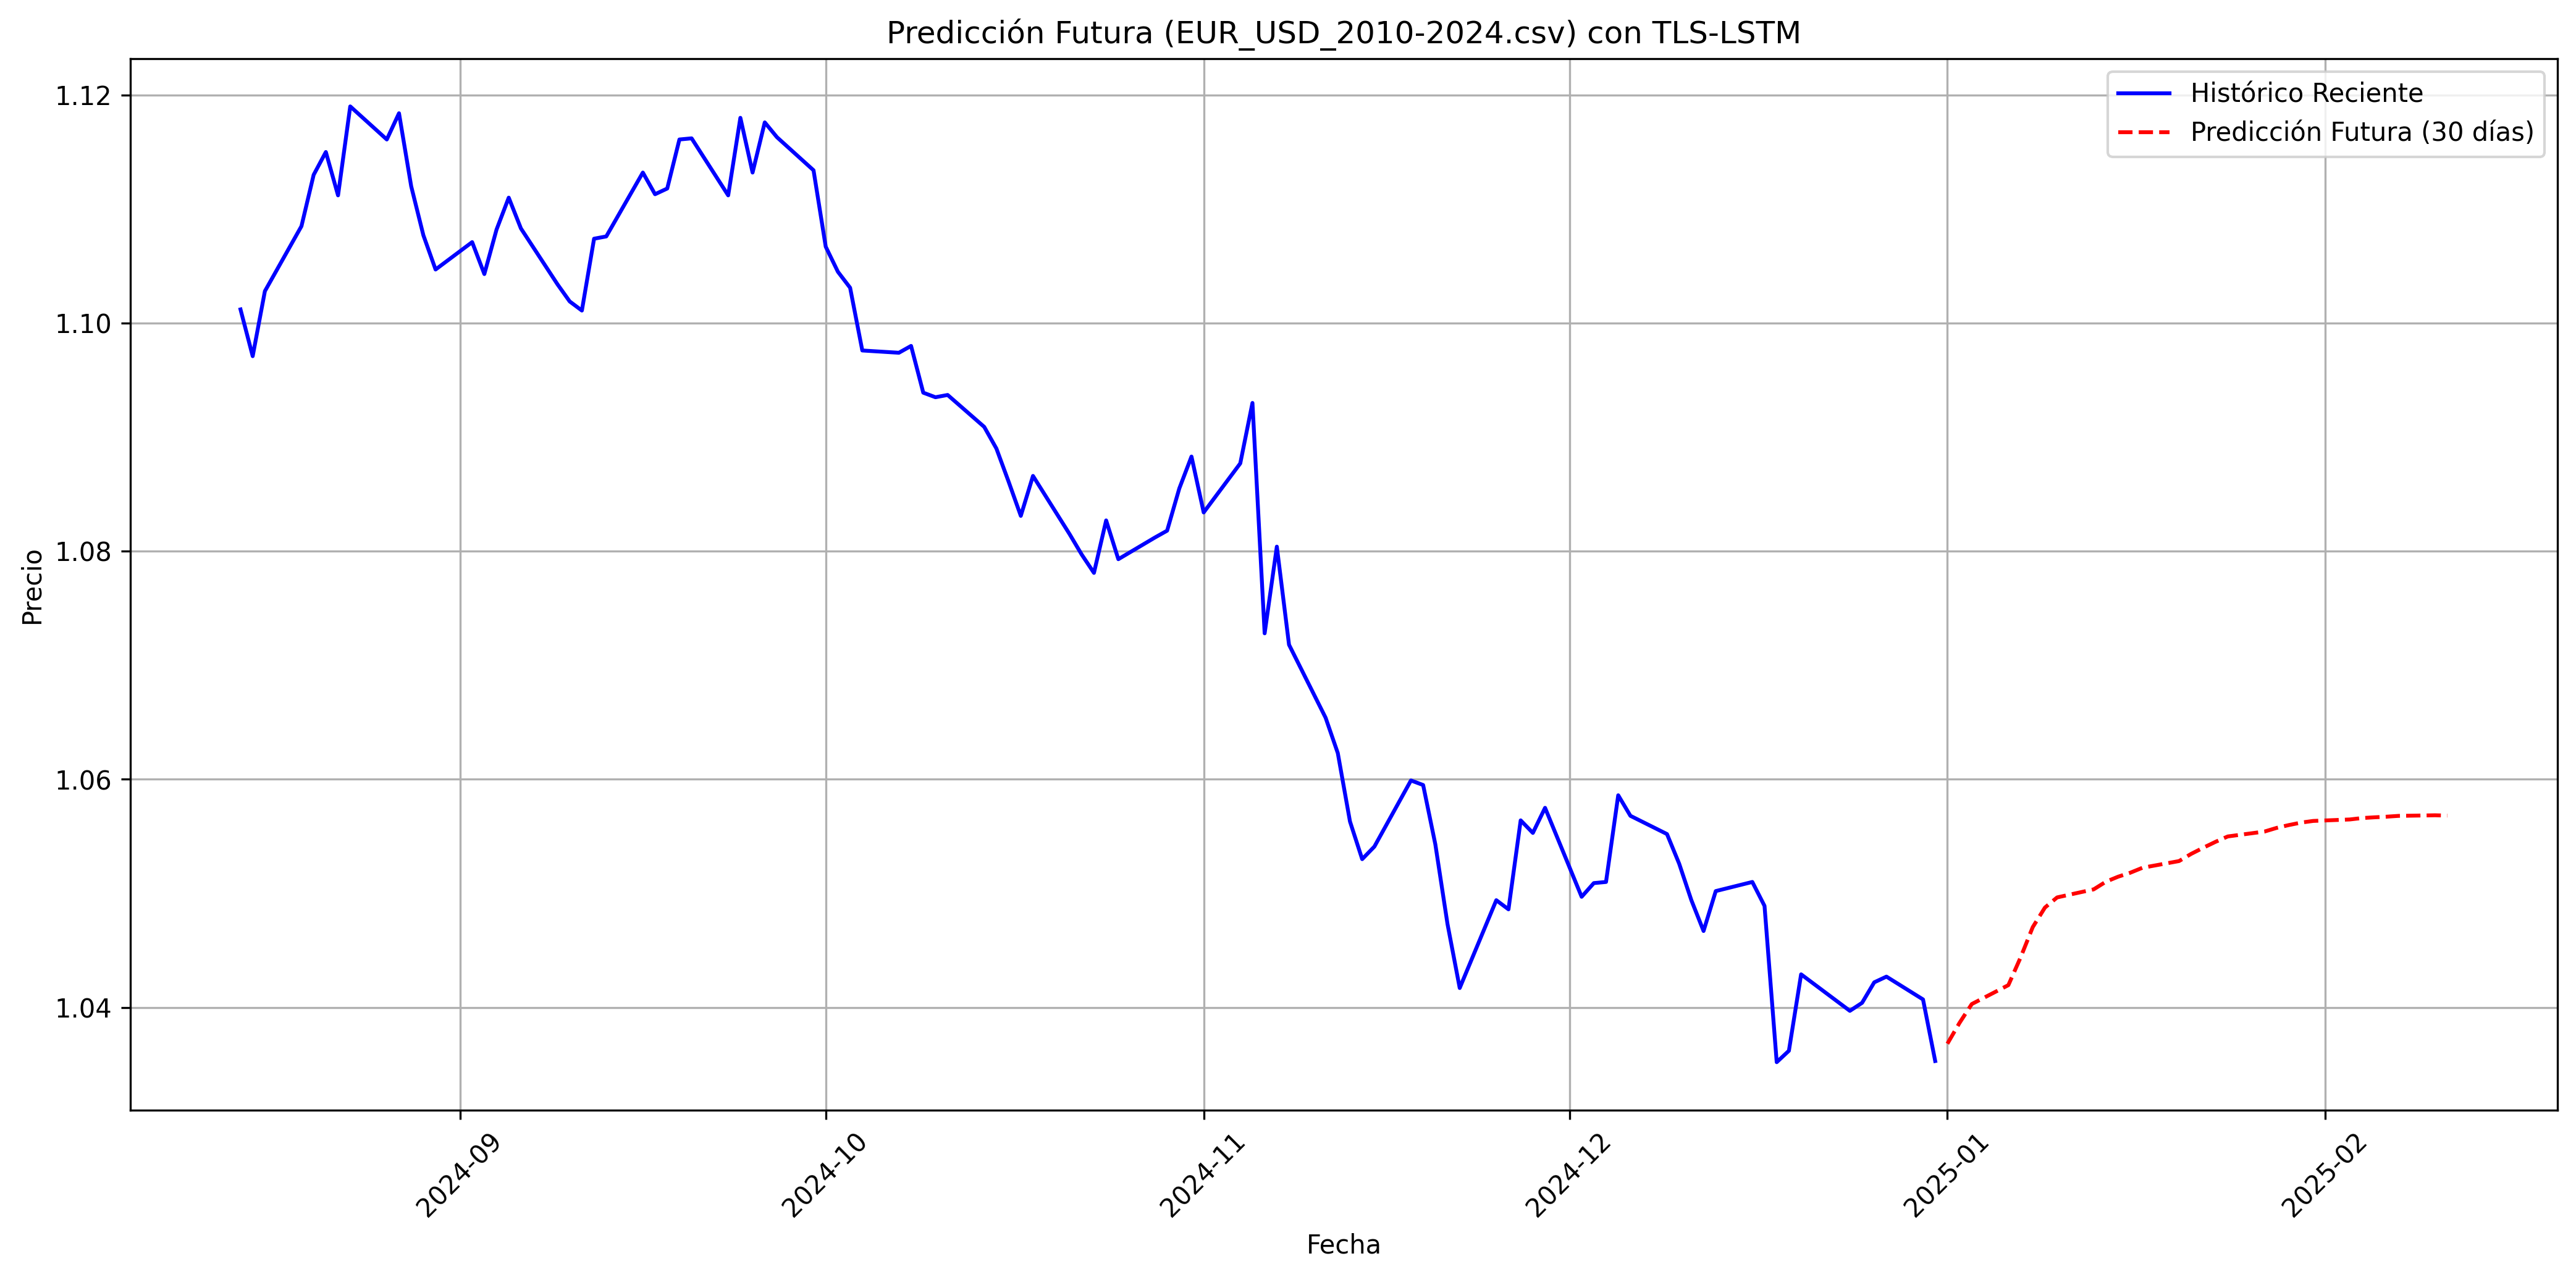 Predicción Futura (EUR_USD_2010-2024.csv) con TLS-LSTM
Histórico Reciente
Predicción Futura (30 días)
Precio
1.12
1.10
1.08
1.06
1.04
2024-09
2024-10
2024-11
2024-12
2025-01
2025-02
Fecha